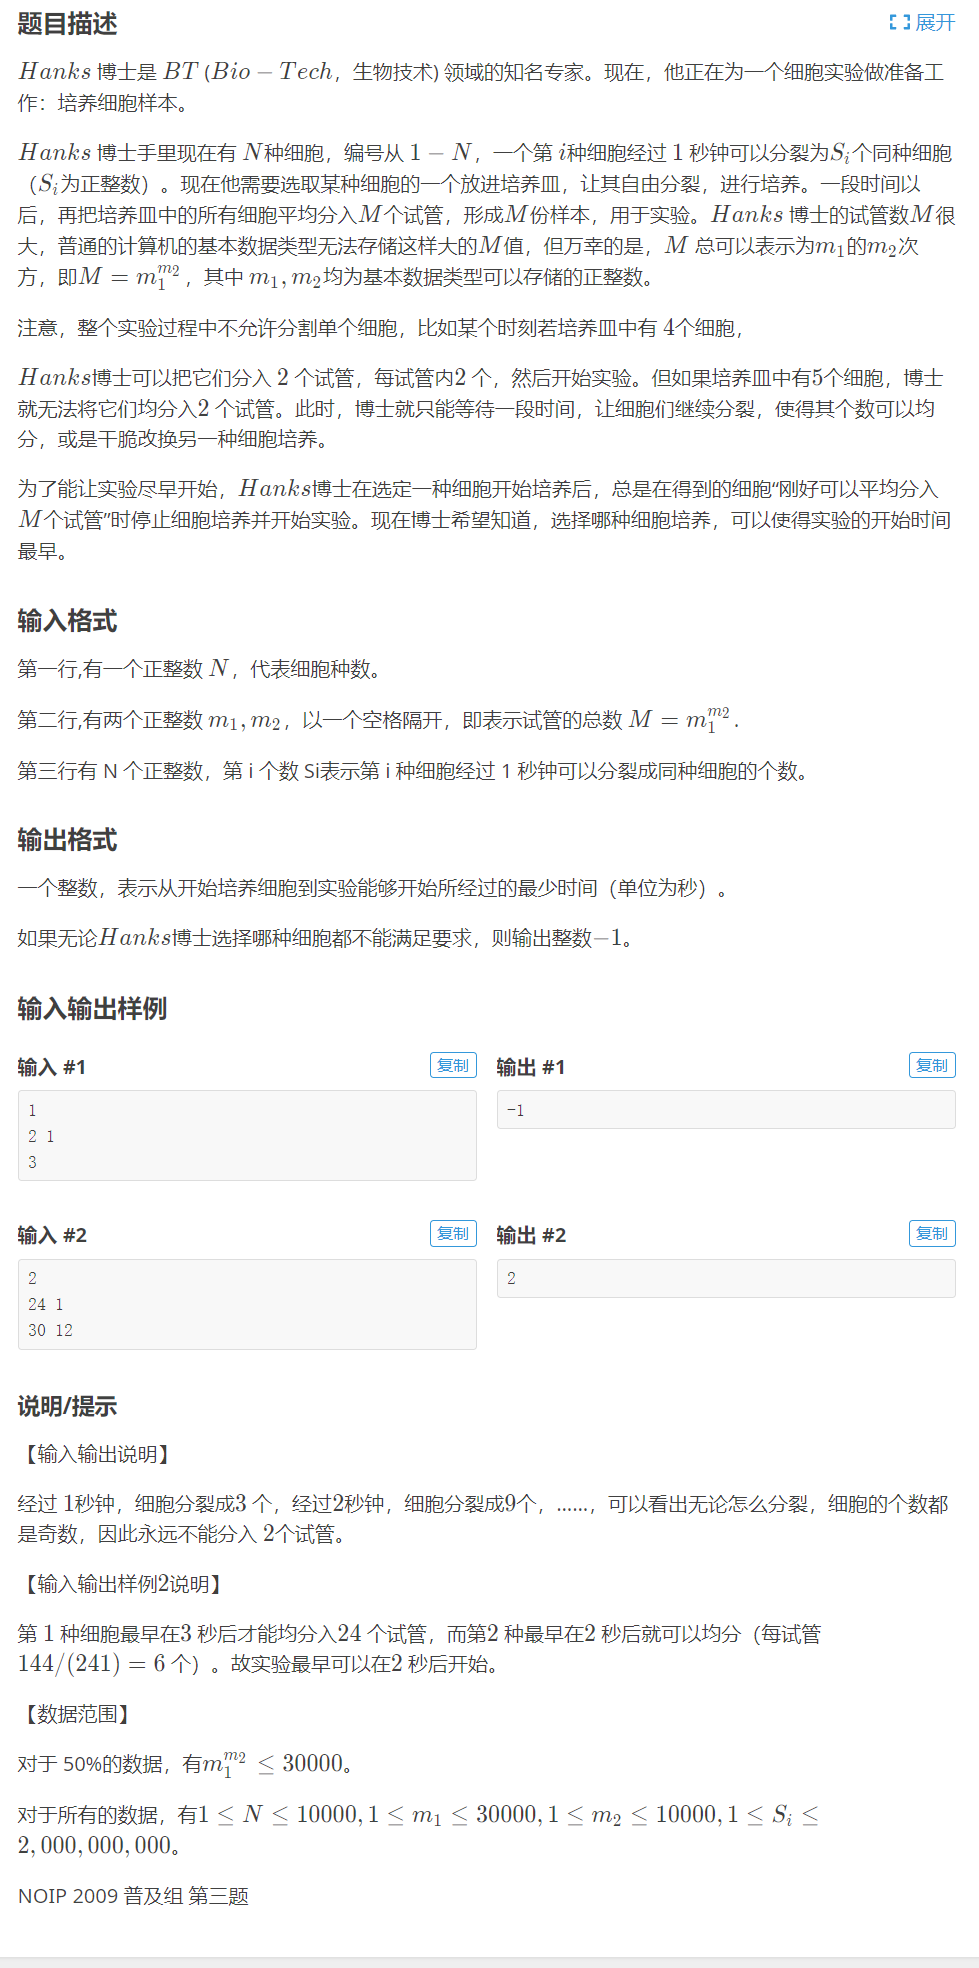 题目描述
展开
Hanks 博士是 BT (Bio − Tech，生物技术) 领域的知名专家。现在，他正在为一个细胞实验做准备工
作：培养细胞样本。
Hanks 博士手里现在有 N种细胞，编号从 1 − N，一个第 i种细胞经过 1 秒钟可以分裂为S_i个同种细胞
（S_i为正整数）。现在他需要选取某种细胞的一个放进培养皿，让其自由分裂，进行培养。一段时间以
后，再把培养皿中的所有细胞平均分入M个试管，形成M份样本，用于实验。Hanks 博士的试管数M很
大，普通的计算机的基本数据类型无法存储这样大的M值，但万幸的是，M 总可以表示为m_1的m_2次
方，即M = m_1^{m_2}，其中 m_1, m_2均为基本数据类型可以存储的正整数。
注意，整个实验过程中不允许分割单个细胞，比如某个时刻若培养皿中有 4个细胞，
Hanks博士可以把它们分入 2 个试管，每试管内2 个，然后开始实验。但如果培养皿中有5个细胞，博士
就无法将它们均分入2 个试管。此时，博士就只能等待一段时间，让细胞们继续分裂，使得其个数可以均
分，或是干脆改换另一种细胞培养。
为了能让实验尽早开始，Hanks博士在选定一种细胞开始培养后，总是在得到的细胞“刚好可以平均分入
M个试管”时停止细胞培养并开始实验。现在博士希望知道，选择哪种细胞培养，可以使得实验的开始时间
最早。
输入格式
第一行,有一个正整数 N，代表细胞种数。
第二行,有两个正整数 m_1, m_2，以一个空格隔开，即表示试管的总数 M = m_1^{m_2}.
第三行有 N 个正整数，第 i 个数 Si表示第 i 种细胞经过 1 秒钟可以分裂成同种细胞的个数。
输出格式
一个整数，表示从开始培养细胞到实验能够开始所经过的最少时间（单位为秒）。
如果无论Hanks博士选择哪种细胞都不能满足要求，则输出整数−1。
输入输出样例
输入 #1
复制
1
2 1
3
输出 #1
复制
-1
输入 #2
复制
2
24 1
30 12
输出 #2
复制
2
说明/提示
【输入输出说明】
经过 1秒钟，细胞分裂成3 个，经过2秒钟，细胞分裂成9个，......，可以看出无论怎么分裂，细胞的个数都
是奇数，因此永远不能分入 2个试管。
【输入输出样例2说明】
第 1 种细胞最早在3 秒后才能均分入24 个试管，而第2 种最早在2 秒后就可以均分（每试管
144/(241) = 6 个）。故实验最早可以在2 秒后开始。
【数据范围】
对于 50%的数据，有m_1^{m_2} ≤ 30000。
对于所有的数据，有1 ≤ N ≤ 10000, 1 ≤ m_1 ≤ 30000, 1 ≤ m_2 ≤ 10000, 1 ≤ S_i ≤
2, 000, 000, 000。
NOIP 2009 普及组 第三题